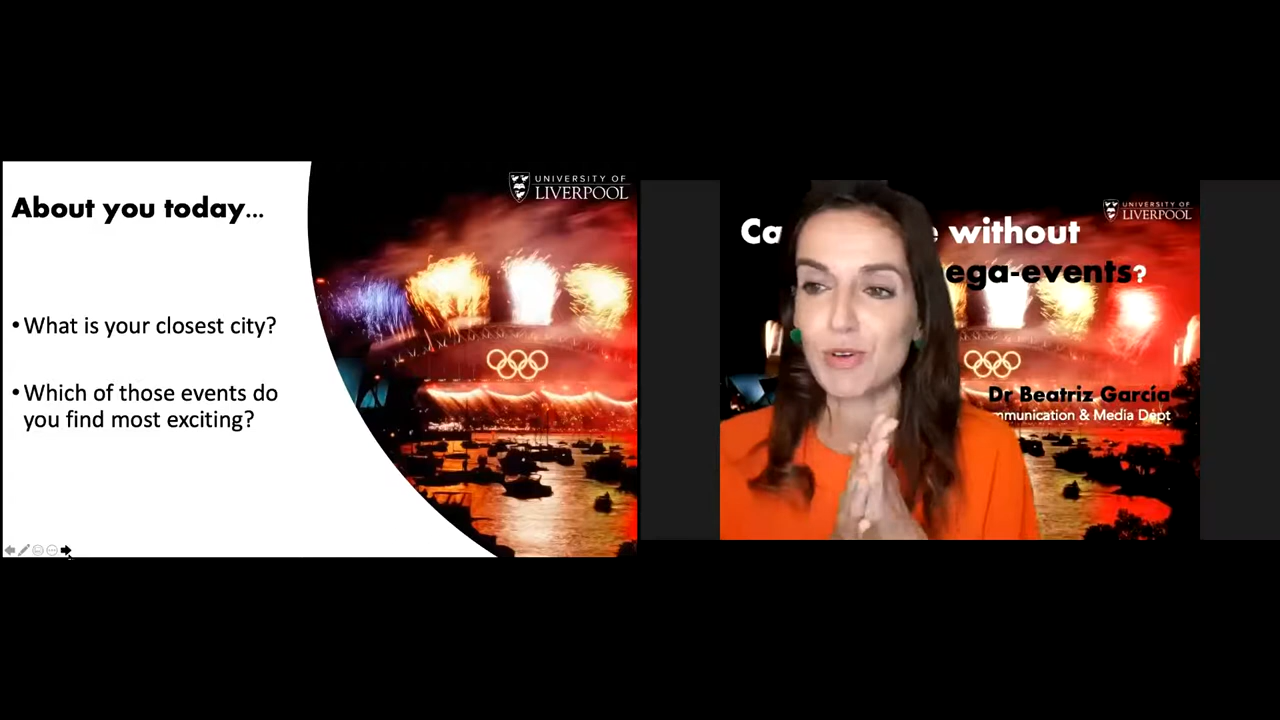 About you today...
• What is your closest city?
• Which of those events do
you find most exciting?
UNIVERSITY OF
LIVERPOOL
UNIVERSITY OF
LIVERPOOL
Ca e without
ega-events?
Dr Beatriz García
mmunication & Media Dept